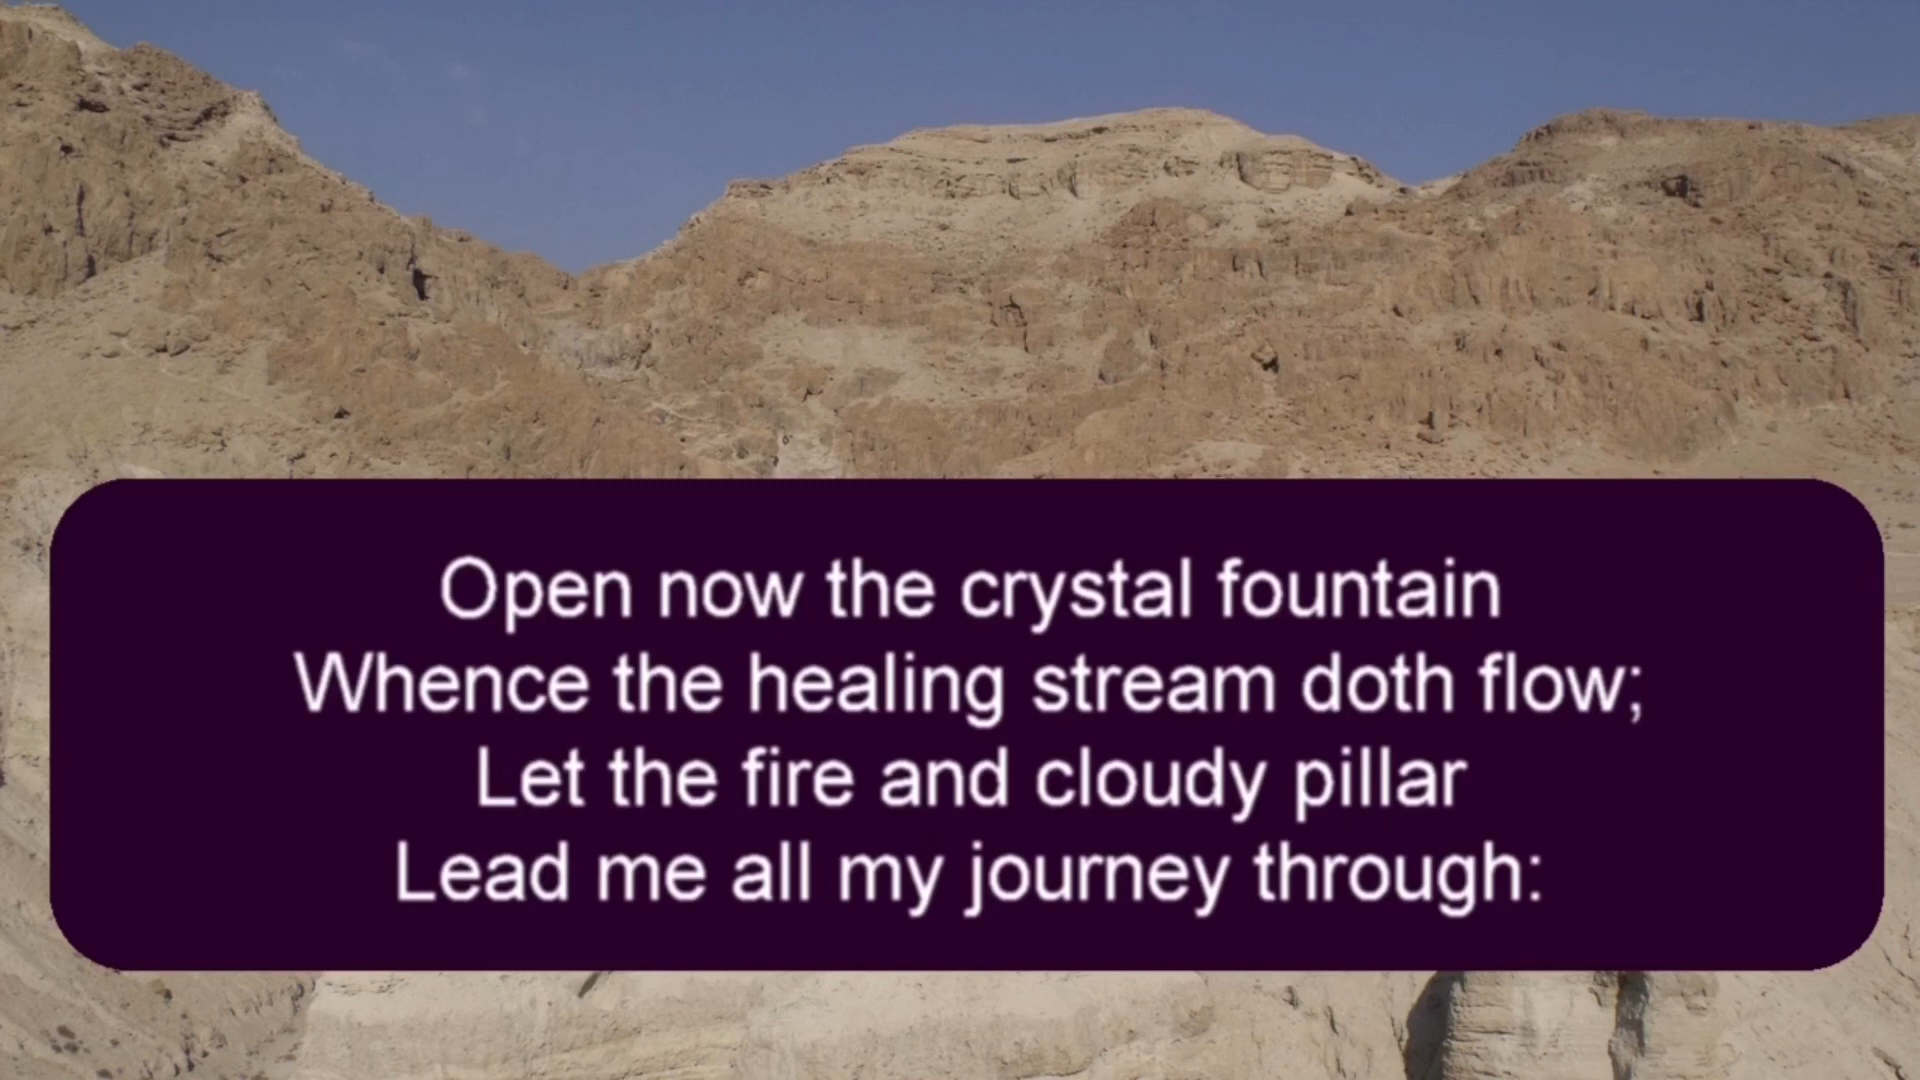 Open now the crystal fountain
Whence the healing stream doth flow;
Let the fire and cloudy pillar
Lead me all my journey through: